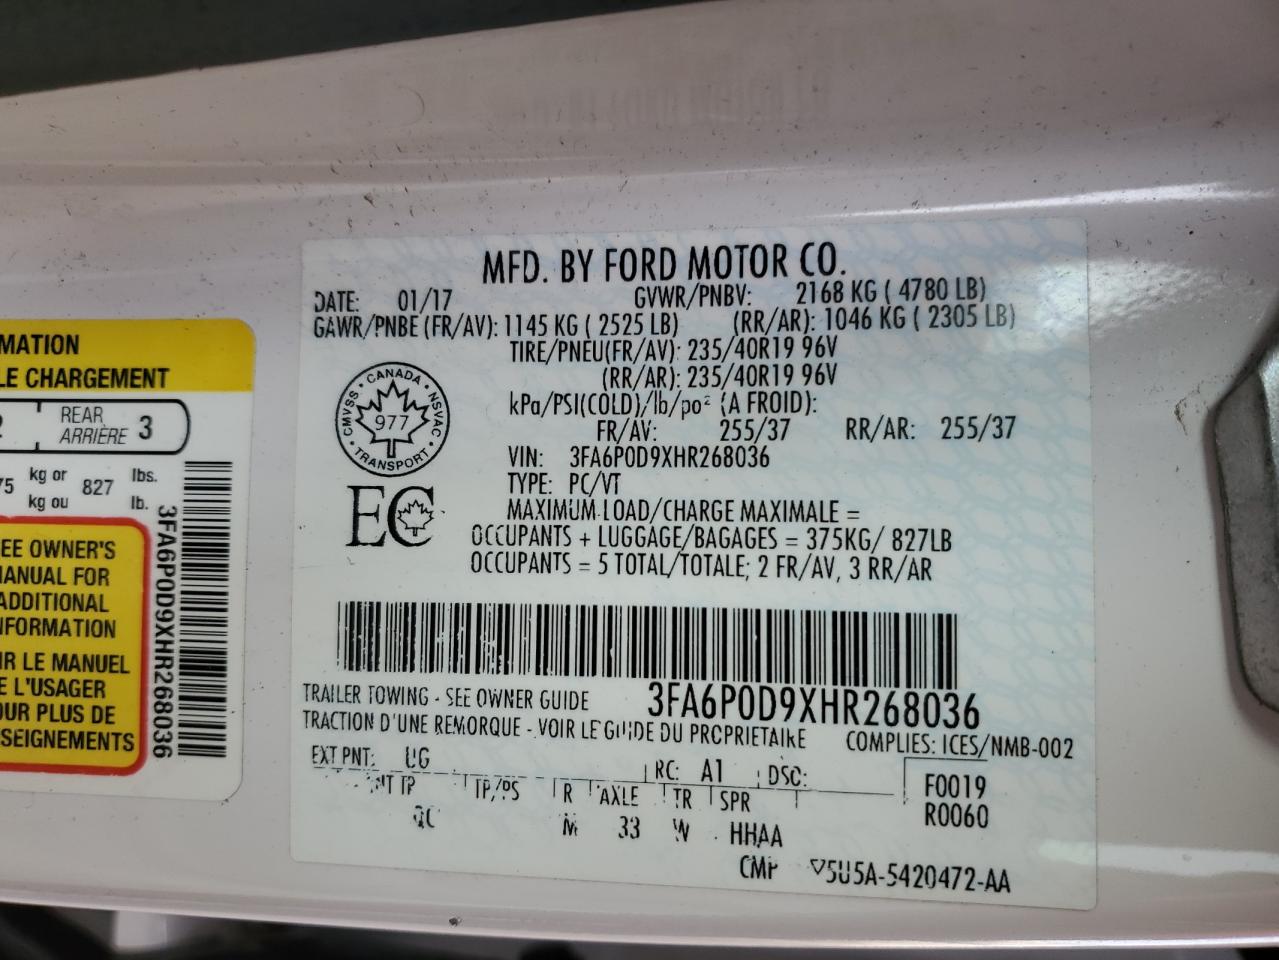 MATION
LE CHARGEMENT
2 REAR ARRIÈRE 3
75 kg or kg ou 827 lbs. lb.
EE OWNER'S
ANUAL FOR
ADDITIONAL
NFORMATION
IR LE MANUEL
E L'USAGER
OUR PLUS DE
SEIGNEMENTS
3FA6P0D9XHR268036
MFD. BY FORD MOTOR CO.
DATE: 01/17 GVWR/PNBV: 2168 KG ( 4780 LB)
GAWR/PNBE (FR/AV): 1145 KG ( 2525 LB) (RR/AR): 1046 KG ( 2305 LB)
TIRE/PNEU(FR/AV): 235/40R19 96V
(RR/AR): 235/40R19 96V
kPa/PSI(COLD)/lb/po² (A FROID):
FR/AV: 255/37 RR/AR: 255/37
VIN: 3FA6P0D9XHR268036
TYPE: PC/VT
MAXIMUM LOAD/CHARGE MAXIMALE =
OCCUPANTS + LUGGAGE/BAGAGES = 375KG/ 827LB
OCCUPANTS = 5 TOTAL/TOTALE; 2 FR/AV, 3 RR/AR
CANADA
CMVSS 977 NSVAC
TRANSPORT
EC
TRAILER TOWING - SEE OWNER GUIDE 3FA6P0D9XHR268036
TRACTION D'UNE REMORQUE - VOIR LE GUIDE DU PROPRIETAIRE COMPLIES: ICES/NMB-002
EXT PNT: UG RC: A1 DSO: F0019
INT TR TP/PS R AXLE TR SPR R0060
M 33 W HHAA
5U5A-5420472-AA